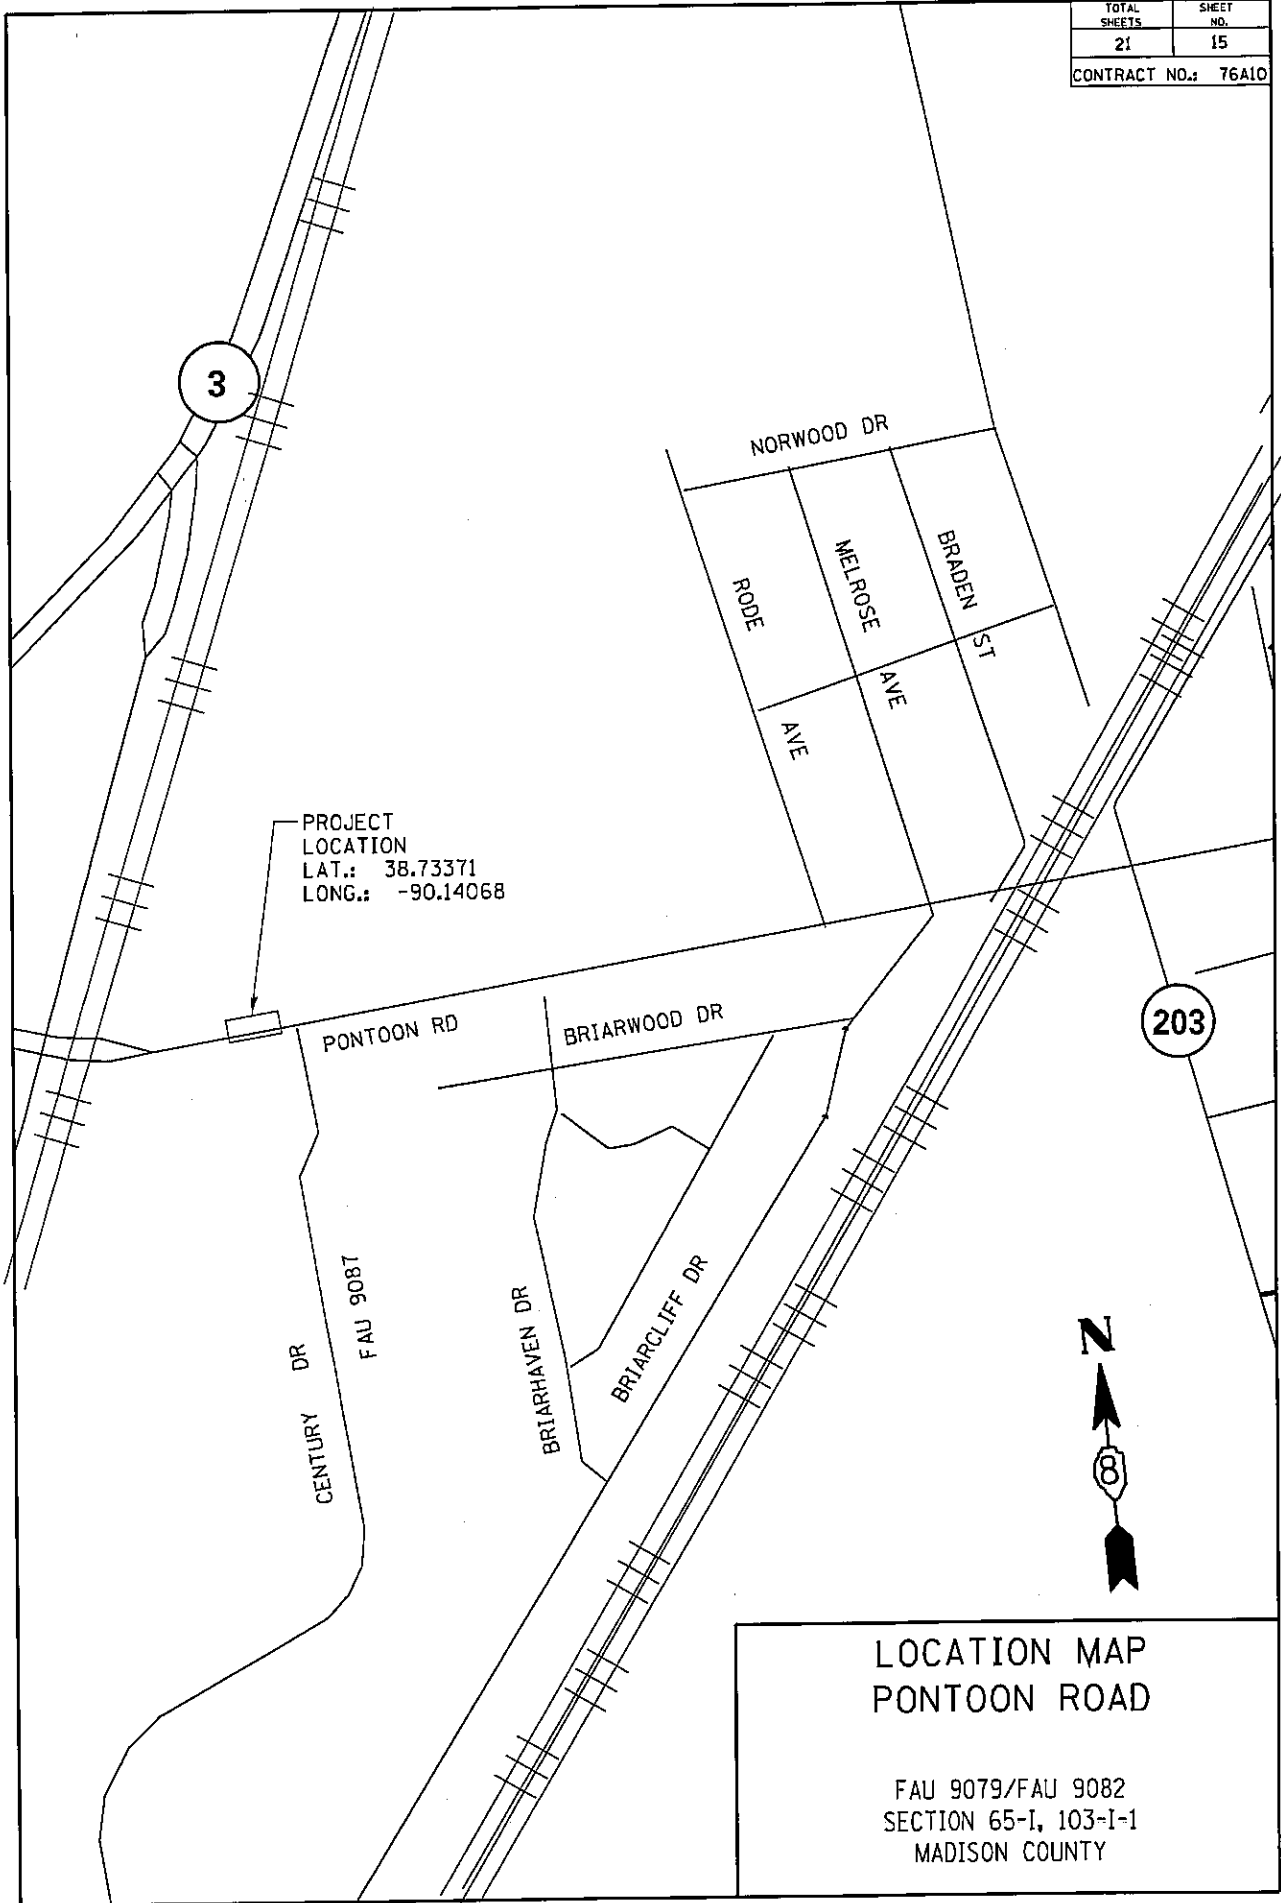 TOTAL SHEETS
SHEET NO.
21
15
CONTRACT NO.: 76A10
3
NORWOOD DR
RODE AVE
MELROSE AVE
BRADEN ST
PROJECT
LOCATION
LAT.: 38.73371
LONG.: -90.14068
PONTOON RD
BRIARWOOD DR
203
CENTURY DR
FAU 9087
BRIARHAVEN DR
BRIARCLIFF DR
N
8
LOCATION MAP
PONTOON ROAD
FAU 9079/FAU 9082
SECTION 65-I, 103-I-1
MADISON COUNTY